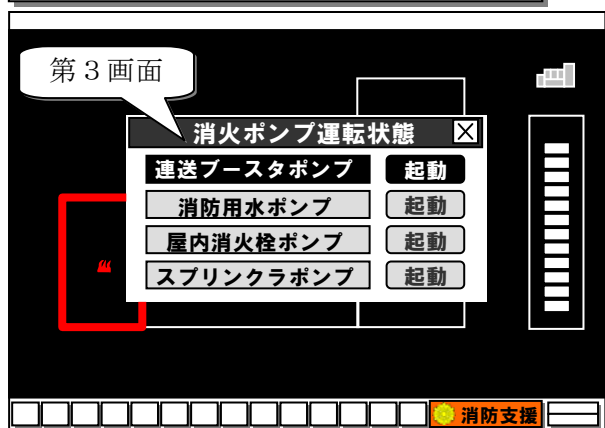 第３画面
消火ポンプ運転状態 ☒
連送ブースタポンプ 起動
消防用水ポンプ 起動
屋内消火栓ポンプ 起動
スプリンクラポンプ 起動
消防支援